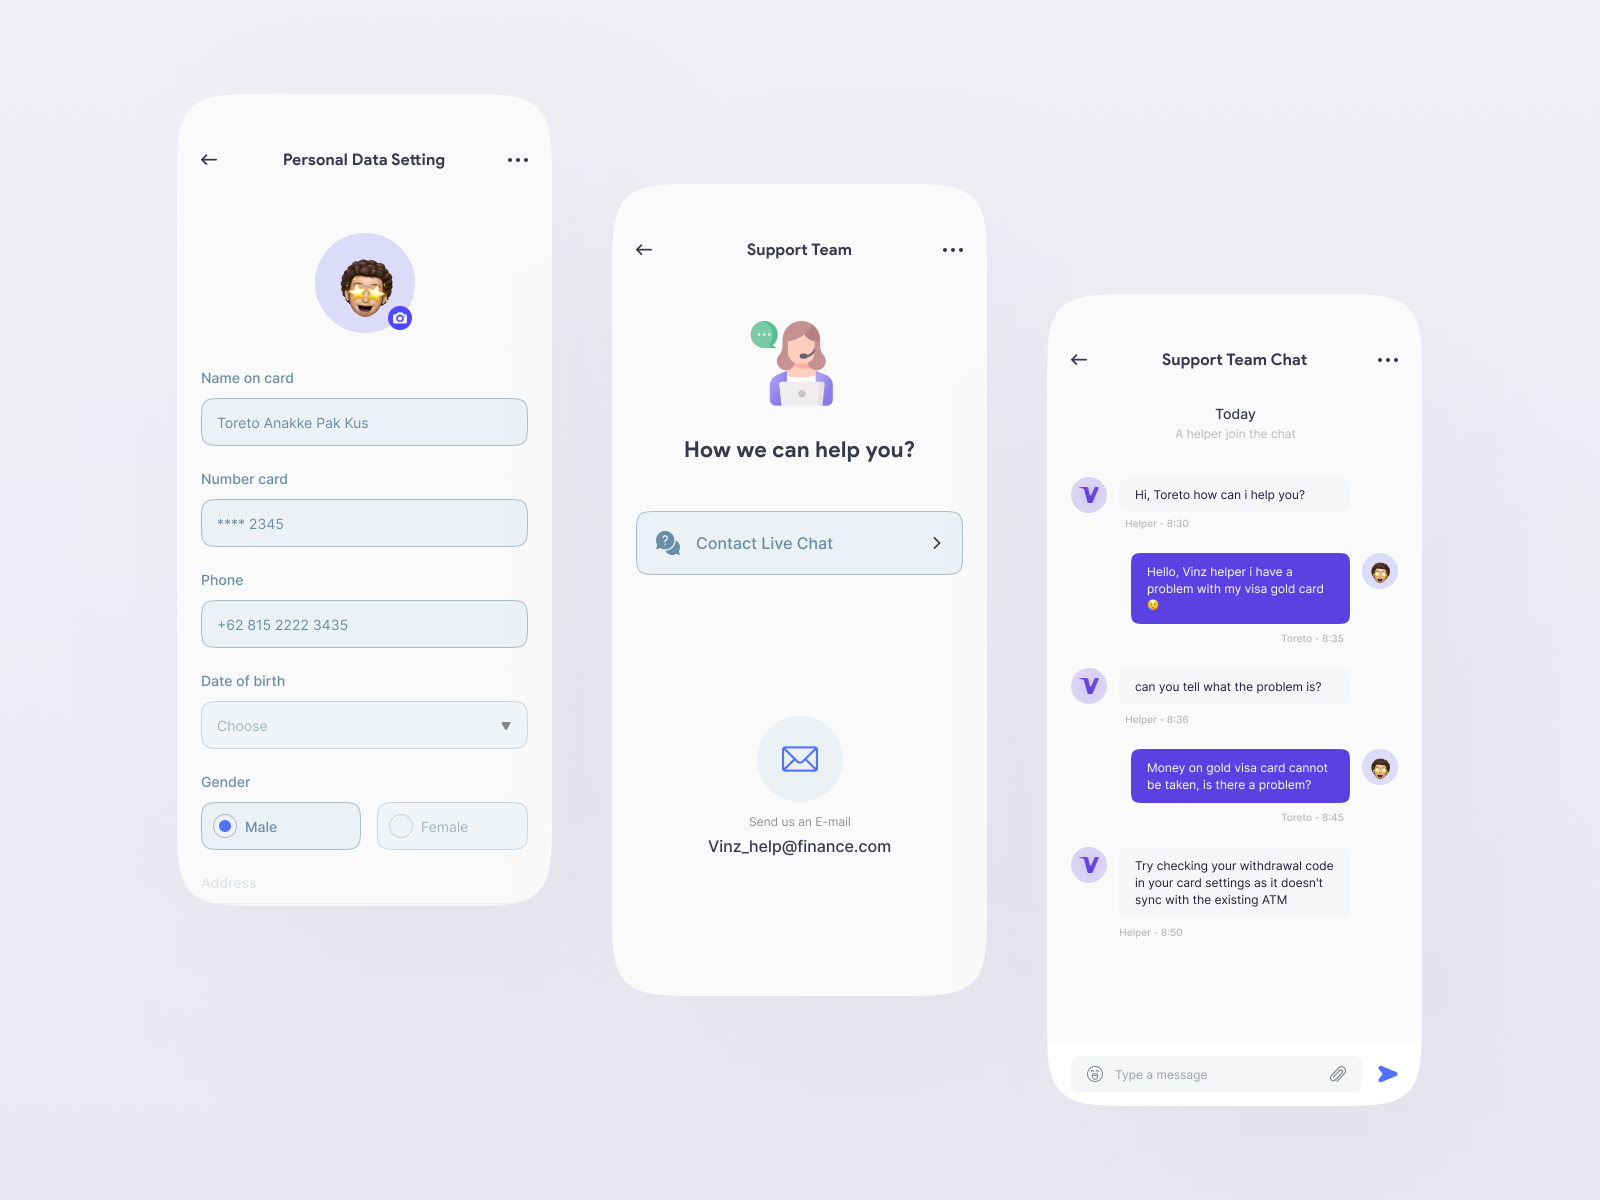 Personal Data Setting
Name on card
Toreto Anakke Pak Kus
Number card
**** 2345
Phone
+62 815 2222 3435
Date of birth
Choose
Gender
Male
Female
Address
Support Team
How we can help you?
Contact Live Chat
Send us an E-mail
Vinz_help@finance.com
Support Team Chat
Today
A helper join the chat
V
Hi, Toreto how can i help you?
Helper - 8:30
Hello, Vinz helper i have a
problem with my visa gold card
😢
Toreto - 8:35
V
can you tell what the problem is?
Helper - 8:36
Money on gold visa card cannot
be taken, is there a problem?
Toreto - 8:45
V
Try checking your withdrawal code
in your card settings as it doesn't
sync with the existing ATM
Helper - 8:50
Type a message